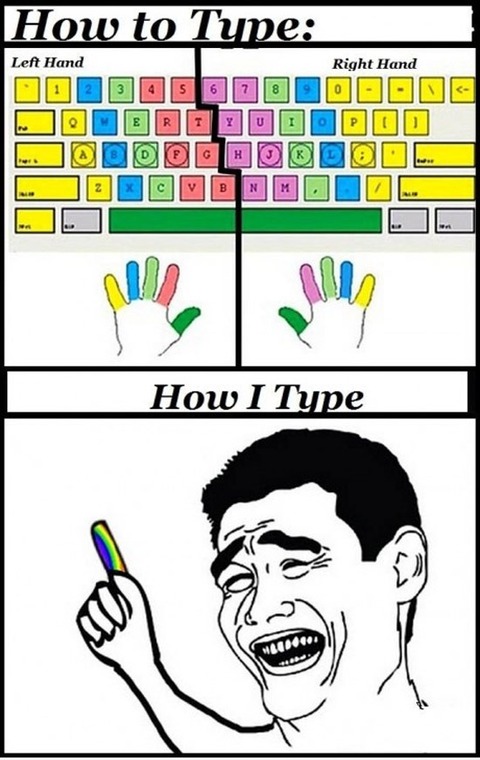 How to Type:
Left Hand
Right Hand
` 1 2 3 4 5 6 7 8 9 0 - = \ <-
Q W E R T Y U I O P [ ]
A S D F G H J K L ; '
Z X C V B N M , . /
How I Type